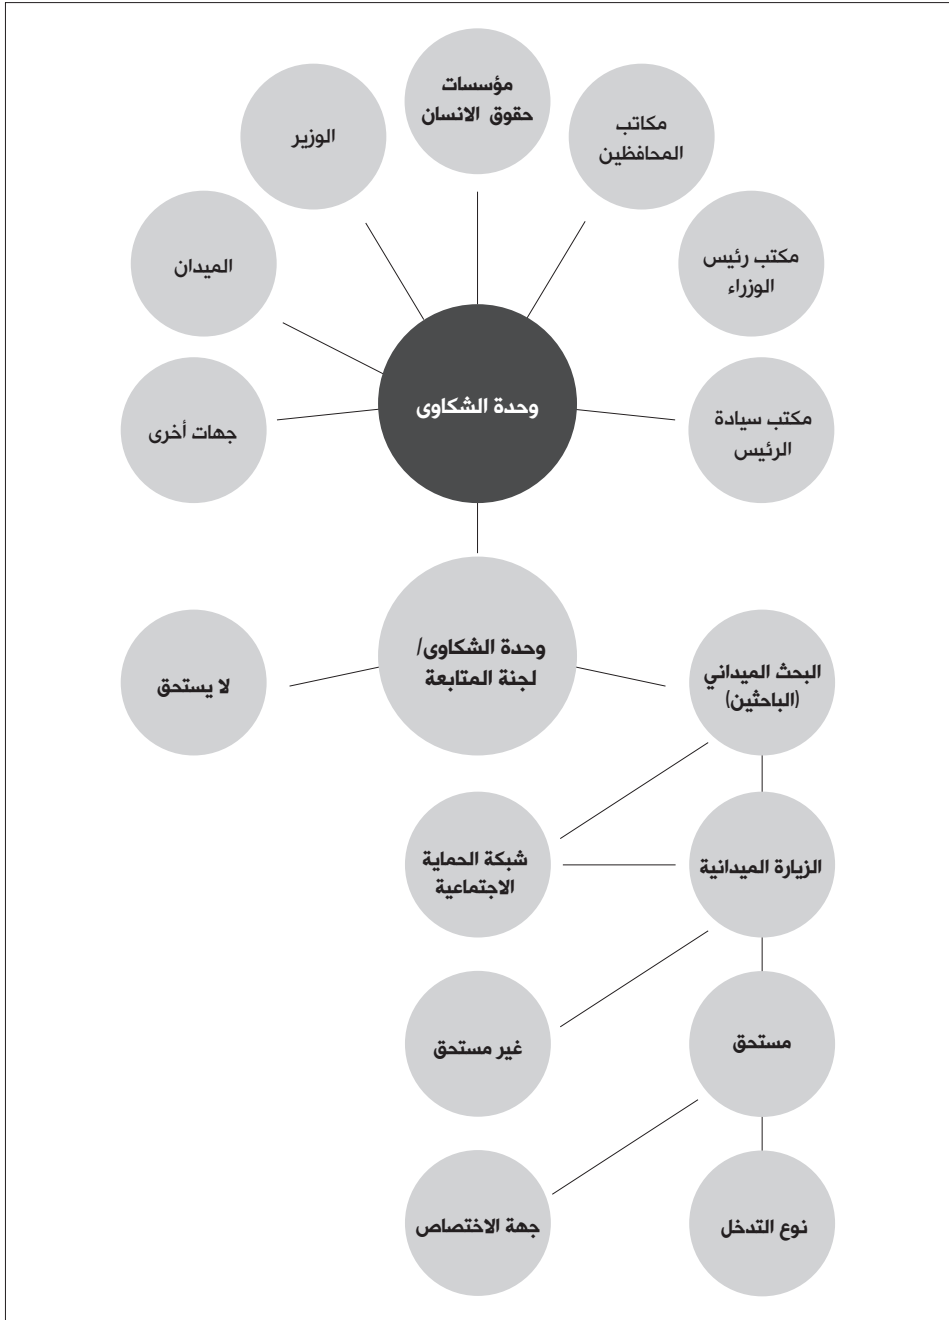 مؤسسات
حقوق الانسان
مكاتب
المحافظين
الوزير
مكتب رئيس
الوزراء
الميدان
مكتب سيادة
الرئيس
وحدة الشكاوى
جهات أخرى
وحدة الشكاوى/
لجنة المتابعة
البحث الميداني
(الباحثين)
لا يستحق
الزيارة الميدانية
شبكة الحماية
الاجتماعية
مستحق
غير مستحق
نوع التدخل
جهة الاختصاص